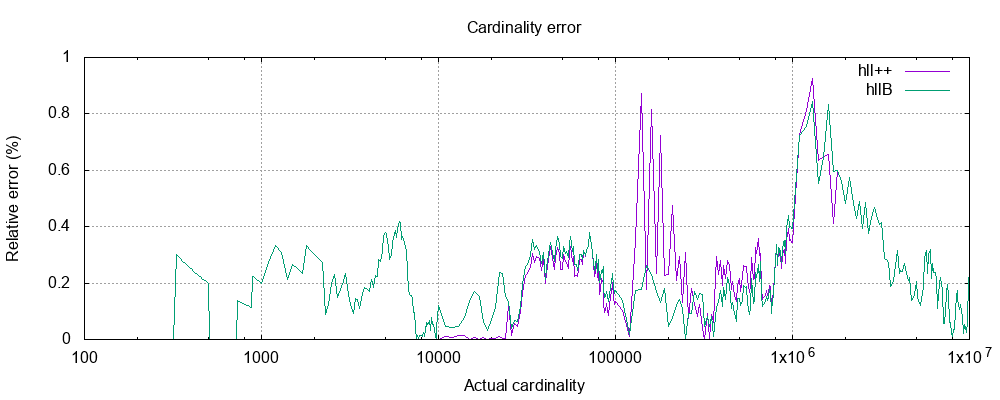 Cardinality error
Relative error (%)
1
0.8
0.6
0.4
0.2
0
hll++
hllB
100 1000 10000 100000 1x10^6 1x10^7
Actual cardinality